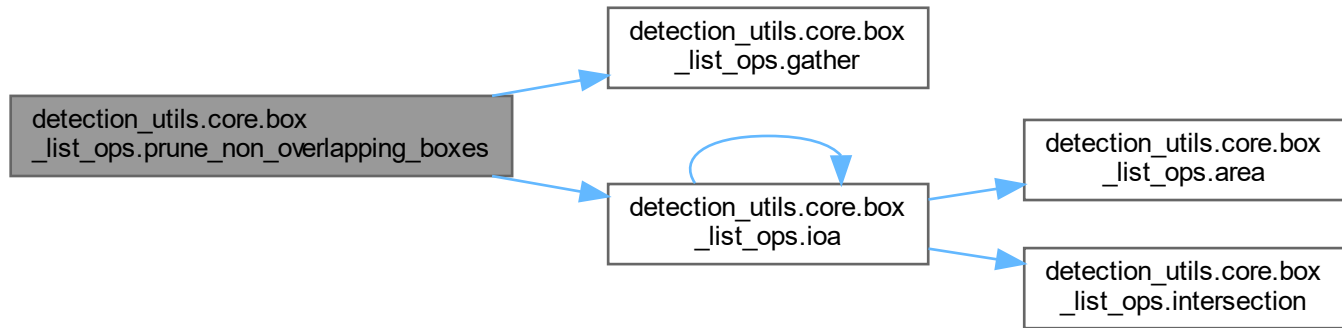 detection_utils.core.box
_list_ops.prune_non_overlapping_boxes
detection_utils.core.box
_list_ops.gather
detection_utils.core.box
_list_ops.ioa
detection_utils.core.box
_list_ops.area
detection_utils.core.box
_list_ops.intersection